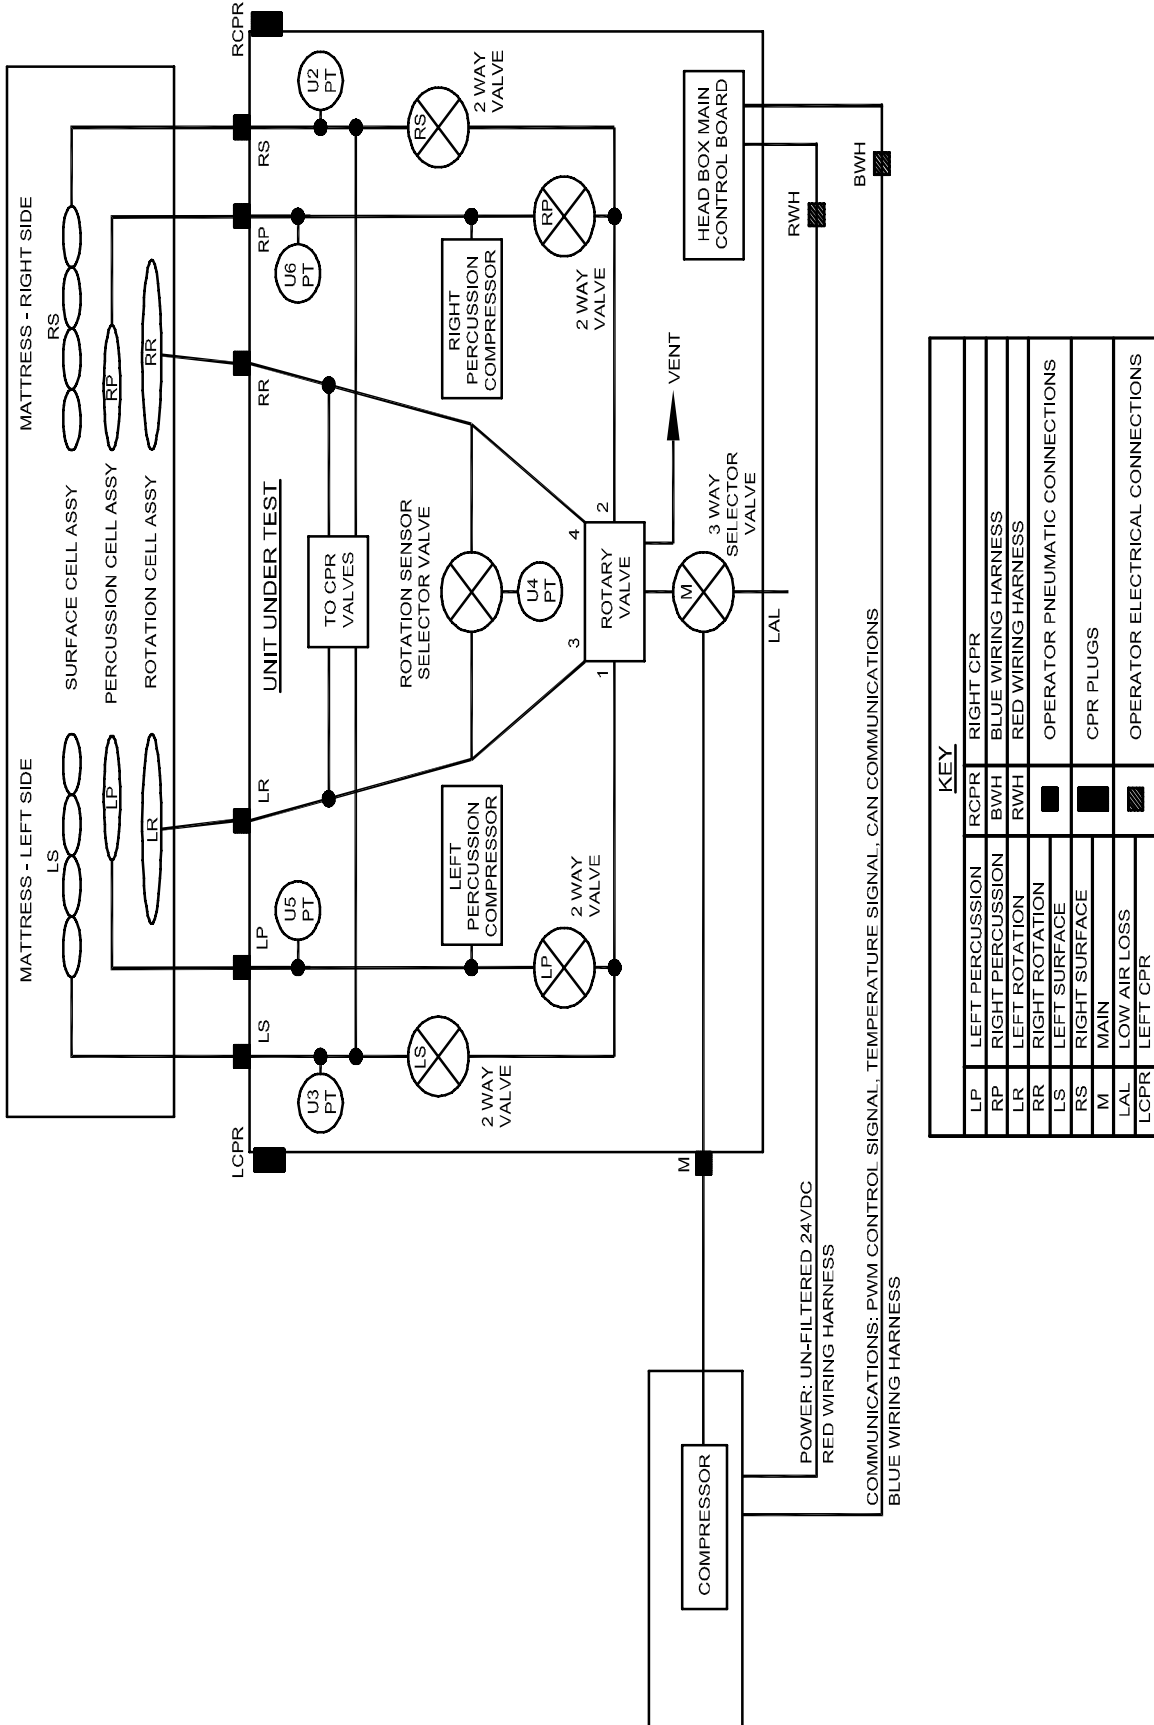 MATTRESS - LEFT SIDE
MATTRESS - RIGHT SIDE
LS
RS
SURFACE CELL ASSY
LP
PERCUSSION CELL ASSY
RP
LR
ROTATION CELL ASSY
RR
LCPR
LS
LP
LR
RR
RP
RS
RCPR
UNIT UNDER TEST
U3
PT
U5
PT
U6
PT
U2
PT
TO CPR
VALVES
ROTATION SENSOR
SELECTOR VALVE
LS
RS
2 WAY
VALVE
2 WAY
VALVE
LEFT
PERCUSSION
COMPRESSOR
RIGHT
PERCUSSION
COMPRESSOR
U4
PT
LP
RP
2 WAY
VALVE
2 WAY
VALVE
3
4
1
2
ROTARY
VALVE
VENT
M
M
3 WAY
SELECTOR
VALVE
LAL
HEAD BOX MAIN
CONTROL BOARD
COMPRESSOR
RWH
POWER: UN-FILTERED 24VDC
RED WIRING HARNESS
BWH
COMMUNICATIONS: PWM CONTROL SIGNAL, TEMPERATURE SIGNAL, CAN COMMUNICATIONS
BLUE WIRING HARNESS
KEY
LP LEFT PERCUSSION RCPR RIGHT CPR
RP RIGHT PERCUSSION BWH BLUE WIRING HARNESS
LR LEFT ROTATION RWH RED WIRING HARNESS
RR RIGHT ROTATION
OPERATOR PNEUMATIC CONNECTIONS
LS LEFT SURFACE
RS RIGHT SURFACE
CPR PLUGS
M MAIN
LAL LOW AIR LOSS
OPERATOR ELECTRICAL CONNECTIONS
LCPR LEFT CPR